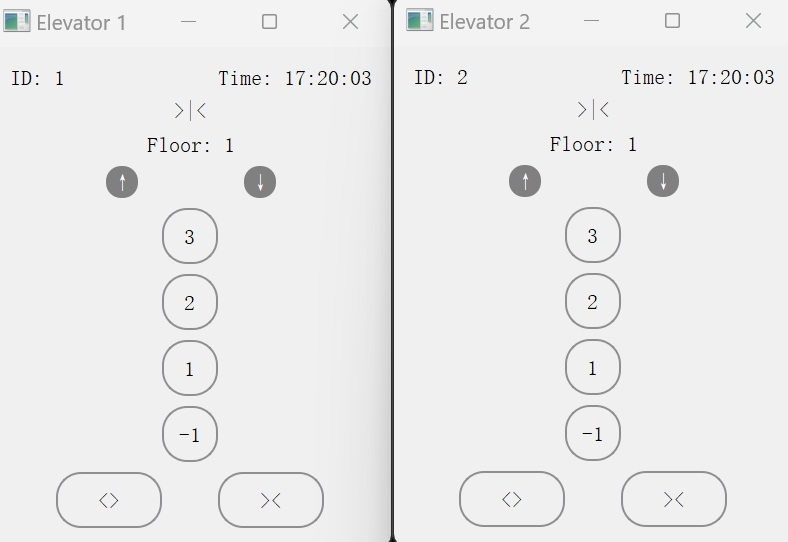 Elevator 1
ID: 1 Time: 17:20:03
>|<
Floor: 1
↑ ↓
3
2
1
-1
<> ><
Elevator 2
ID: 2 Time: 17:20:03
>|<
Floor: 1
↑ ↓
3
2
1
-1
<> ><